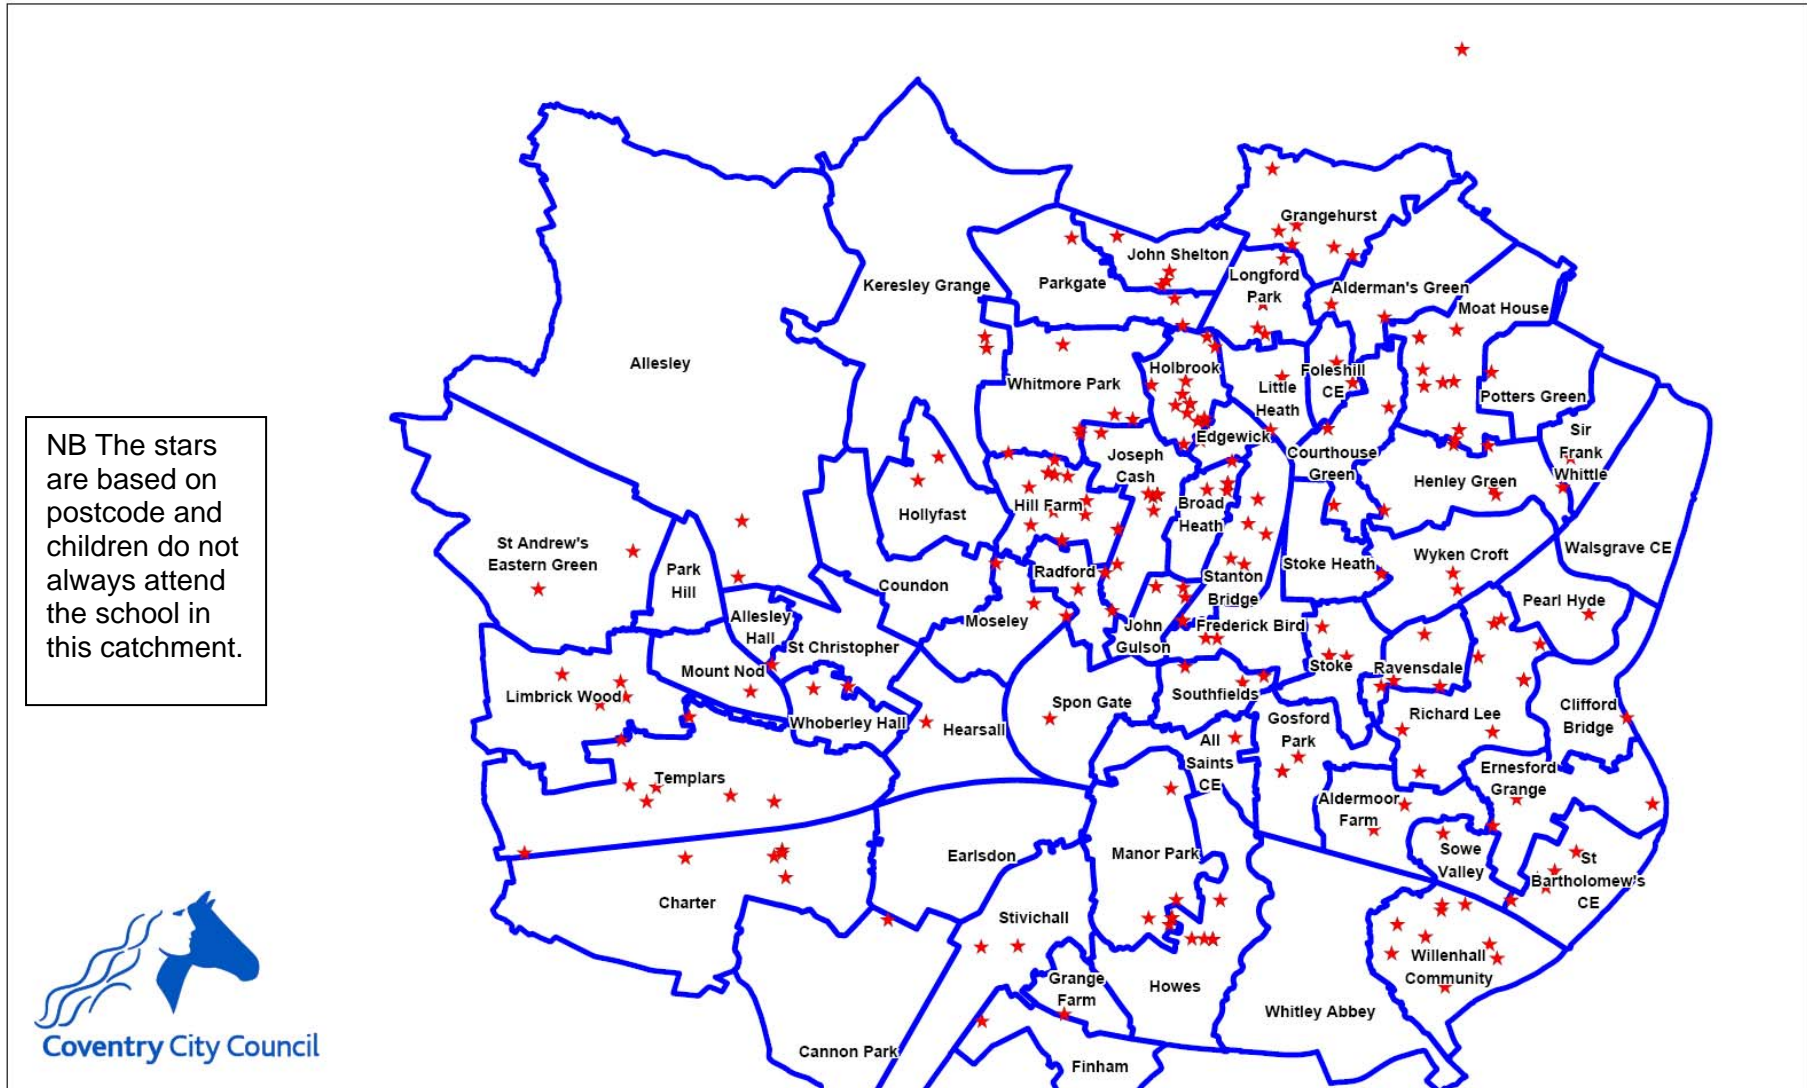 NB The stars
are based on
postcode and
children do not
always attend
the school in
this catchment.
Grangehurst
John Shelton
Longford
Park
Parkgate
Keresley Grange
Alderman's Green
Moat House
Allesley
Whitmore Park
Holbrook
Little
Heath
Foleshill
CE
Potters Green
Edgewick
Sir
Frank
Whittle
Joseph
Cash
Courthouse
Green
Henley Green
Hollyfast
Hill Farm
Broad
Heath
St Andrew's
Eastern Green
Park
Hill
Coundon
Radford
Stanton
Bridge
Stoke Heath
Wyken Croft
Walsgrave CE
Pearl Hyde
Allesley
Hall
St Christopher
Moseley
John
Gulson
Frederick Bird
Stoke
Ravensdale
Mount Nod
Limbrick Wood
Whoberley Hall
Hearsall
Spon Gate
Southfields
Gosford
Park
Richard Lee
Clifford
Bridge
All
Saints
CE
Templars
Ernesford
Grange
Aldermoor
Farm
Earlsdon
Manor Park
Sowe
Valley
St
Bartholomew's
CE
Charter
Stivichall
Willenhall
Community
Grange
Farm
Howes
Whitley Abbey
Cannon Park
Finham
Coventry City Council